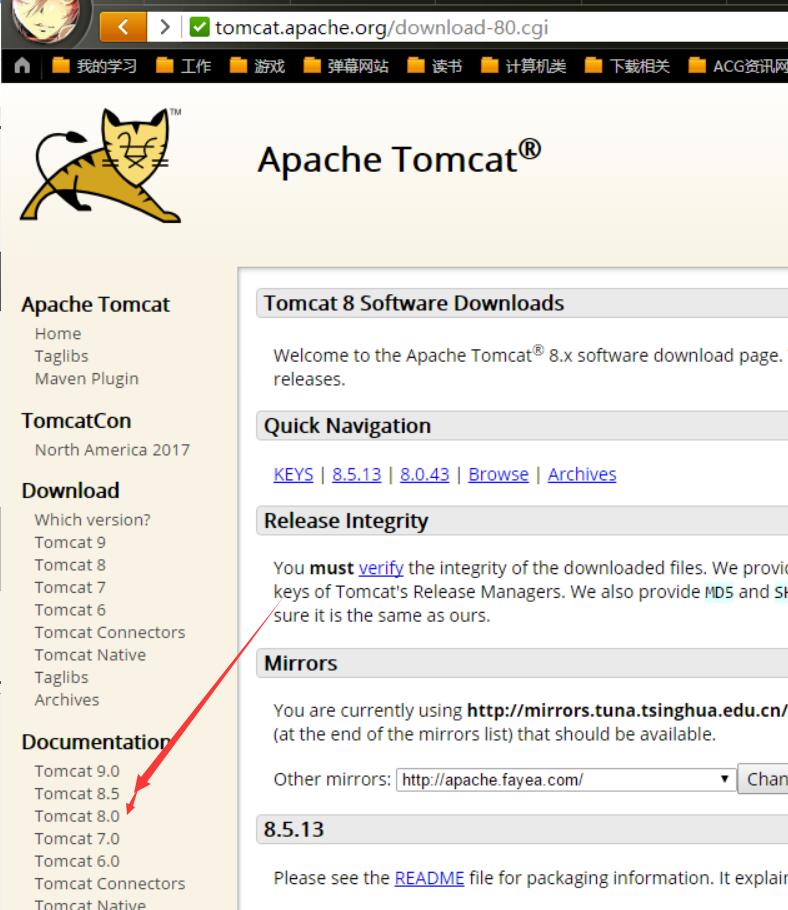 tomcat.apache.org/download-80.cgi
我的学习 工作 游戏 弹幕网站 读书 计算机类 下载相关 ACG资讯网
TM
Apache Tomcat®
Apache Tomcat
Home
Taglibs
Maven Plugin
TomcatCon
North America 2017
Download
Which version?
Tomcat 9
Tomcat 8
Tomcat 7
Tomcat 6
Tomcat Connectors
Tomcat Native
Taglibs
Archives
Documentation
Tomcat 9.0
Tomcat 8.5
Tomcat 8.0
Tomcat 7.0
Tomcat 6.0
Tomcat Connectors
Tomcat Native
Tomcat 8 Software Downloads
Welcome to the Apache Tomcat® 8.x software download page.
releases.
Quick Navigation
KEYS | 8.5.13 | 8.0.43 | Browse | Archives
Release Integrity
You must verify the integrity of the downloaded files. We
keys of Tomcat's Release Managers. We also provide MD5 and
sure it is the same as ours.
Mirrors
You are currently using http://mirrors.tuna.tsinghua.edu.cn/
(at the end of the mirrors list) that should be available.
Other mirrors: http://apache.fayea.com/
8.5.13
Please see the README file for packaging information. It